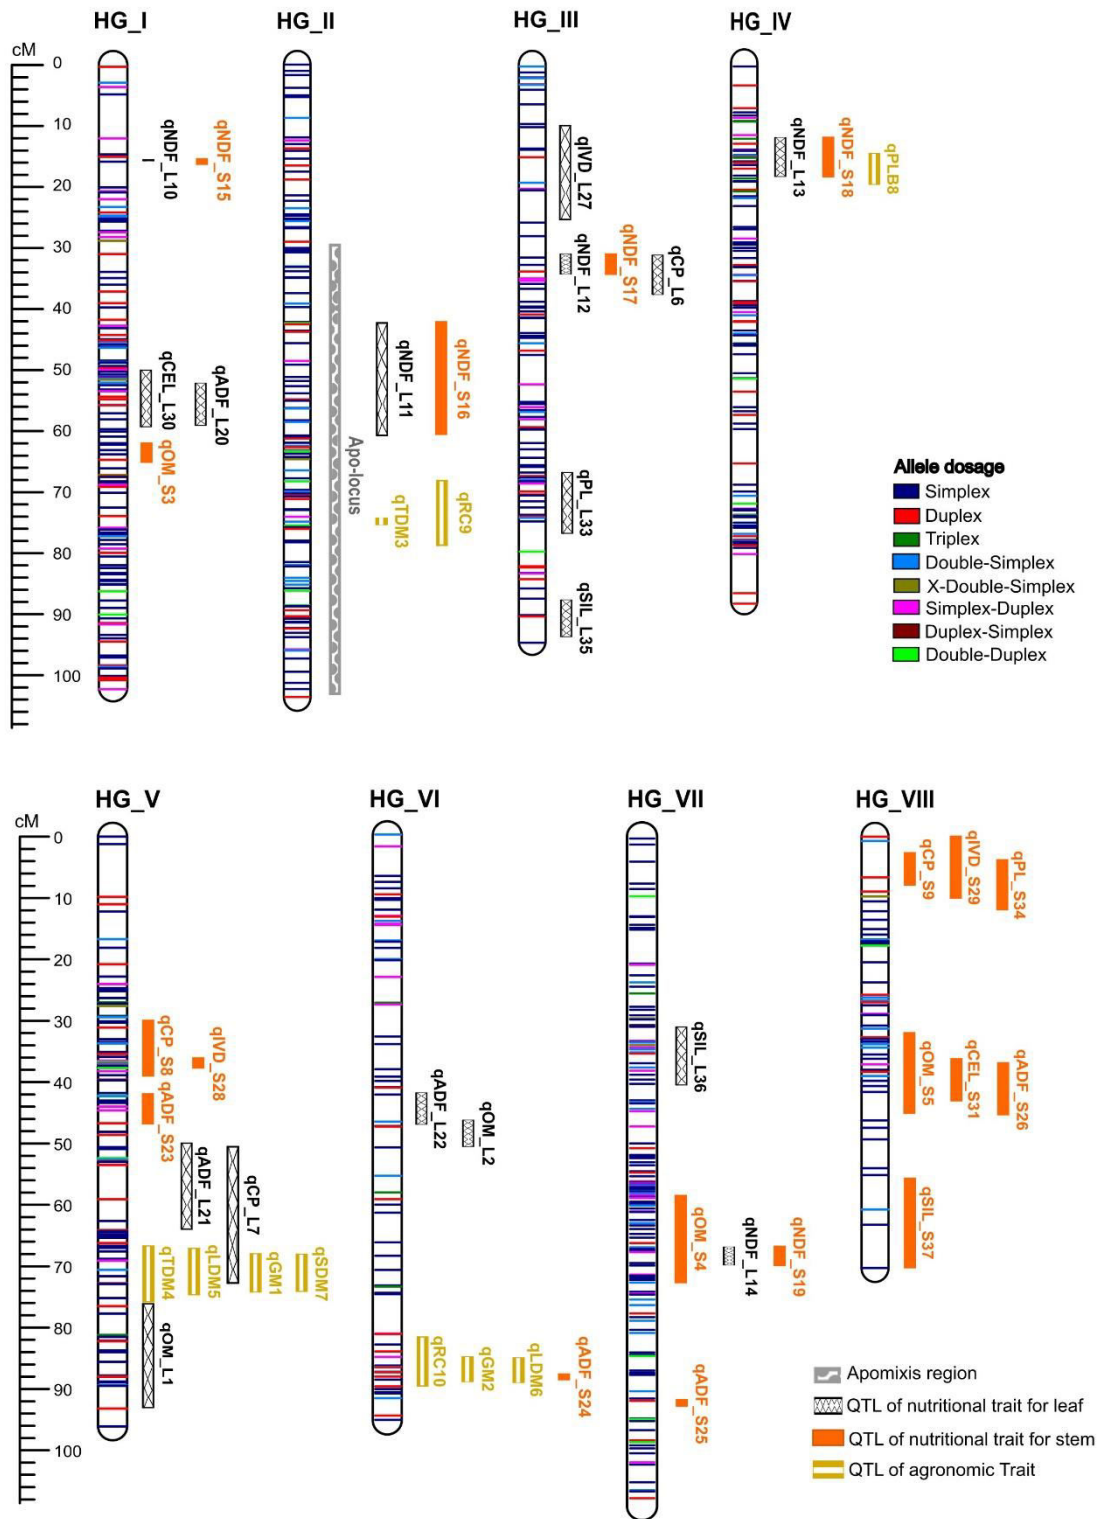 HG_I
HG_II
HG_III
HG_IV
cM
0
10
20
30
40
50
60
70
80
90
100
qNDF_L10
qNDF_S15
qCEL_L30
qADF_L20
qOM_S3
Apo-locus
qNDF_L11
qNDF_S16
qTDM3
qRC9
qIVD_L27
qNDF_L12
qNDF_S17
qCP_L6
qPL_L33
qSIL_L35
qNDF_L13
qNDF_S18
qPLB8
Allele dosage
Simplex
Duplex
Triplex
Double-Simplex
X-Double-Simplex
Simplex-Duplex
Duplex-Simplex
Double-Duplex
HG_V
HG_VI
HG_VII
HG_VIII
cM
0
10
20
30
40
50
60
70
80
90
100
qCP_S8
qIVD_S28
qADF_S23
qADF_L21
qCP_L7
qTDM4
qLDM5
qGM1
qSDM7
qOM_L1
qADF_L22
qOM_L2
qRC10
qGM2
qLDM6
qADF_S24
qSIL_L36
qOM_S4
qNDF_L14
qNDF_S19
qADF_S25
qCP_S9
qIVD_S29
qPL_S34
qOM_S5
qCEL_S31
qADF_S26
qSIL_S37
Apomixis region
QTL of nutritional trait for leaf
QTL of nutritional trait for stem
QTL of agronomic Trait